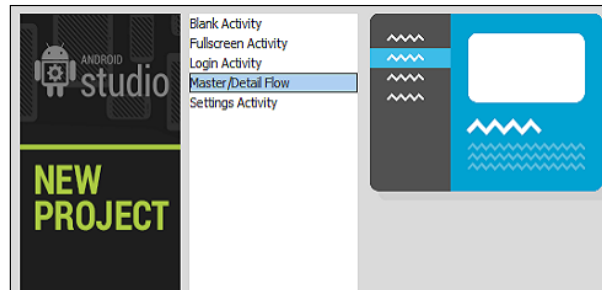 ANDROID
studio
NEW
PROJECT
Blank Activity
Fullscreen Activity
Login Activity
Master/Detail Flow
Settings Activity